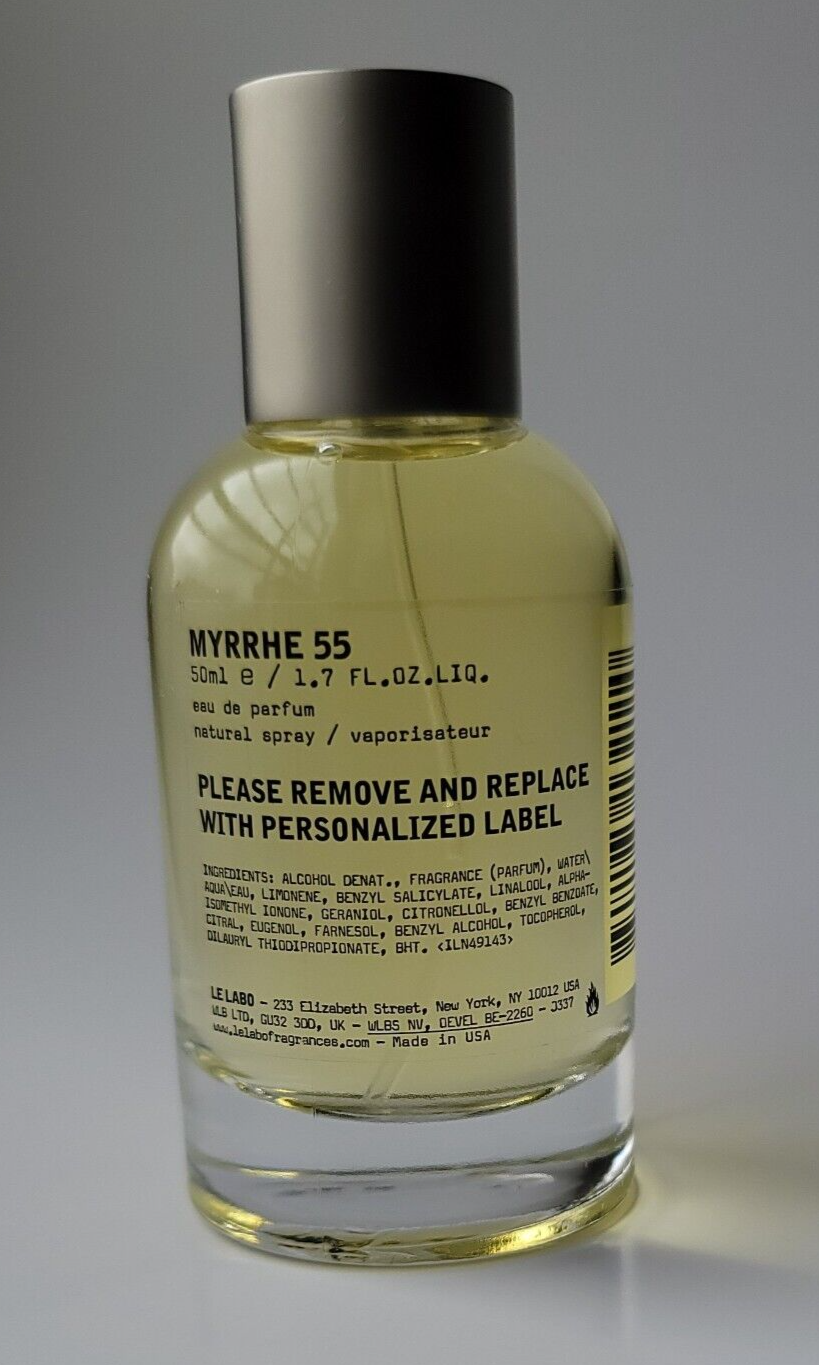 MYRRHE 55
50ml e / 1.7 FL.OZ.LIQ.
eau de parfum
natural spray / vaporisateur
PLEASE REMOVE AND REPLACE
WITH PERSONALIZED LABEL
INGREDIENTS: ALCOHOL DENAT., FRAGRANCE (PARFUM), WATER\
AQUA\EAU, LIMONENE, BENZYL SALICYLATE, LINALOOL, ALPHA-
ISOMETHYL IONONE, GERANIOL, CITRONELLOL, BENZYL BENZOATE,
CITRAL, EUGENOL, FARNESOL, BENZYL ALCOHOL, TOCOPHEROL,
DILAURYL THIODIPROPIONATE, BHT. <ILN49143>
LE LABO – 233 Elizabeth Street, New York, NY 10012 USA
WLB LTD, GU32 3QD, UK – WLBS NV, OEVEL BE-2260 – J337
www.lelabofragrances.com – Made in USA